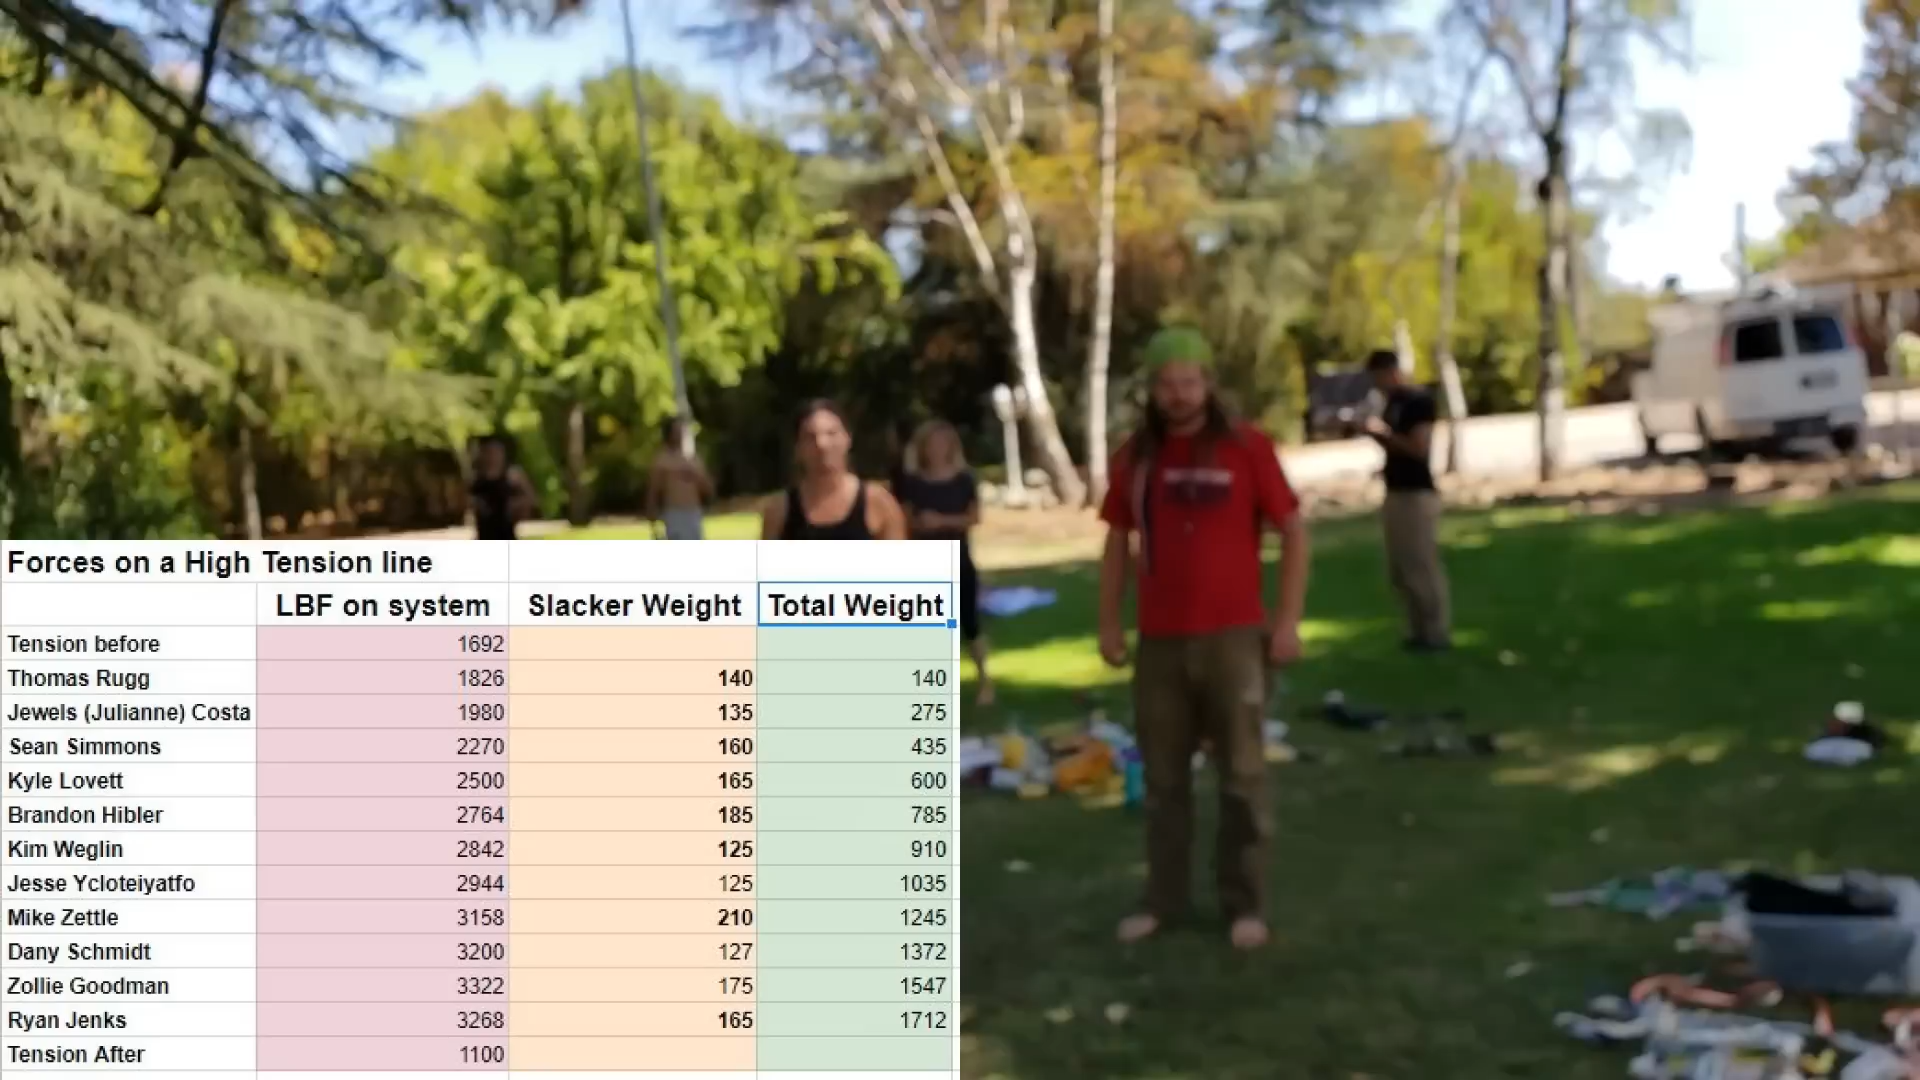 Forces on a High Tension line
LBF on system Slacker Weight Total Weight
Tension before 1692
Thomas Rugg 1826 140 140
Jewels (Julianne) Costa 1980 135 275
Sean Simmons 2270 160 435
Kyle Lovett 2500 165 600
Brandon Hibler 2764 185 785
Kim Weglin 2842 125 910
Jesse Ycloteiyatfo 2944 125 1035
Mike Zettle 3158 210 1245
Dany Schmidt 3200 127 1372
Zollie Goodman 3322 175 1547
Ryan Jenks 3268 165 1712
Tension After 1100